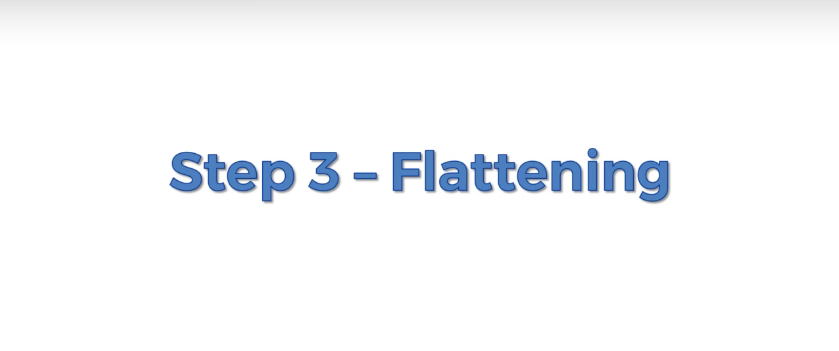 Step 3 – Flattening